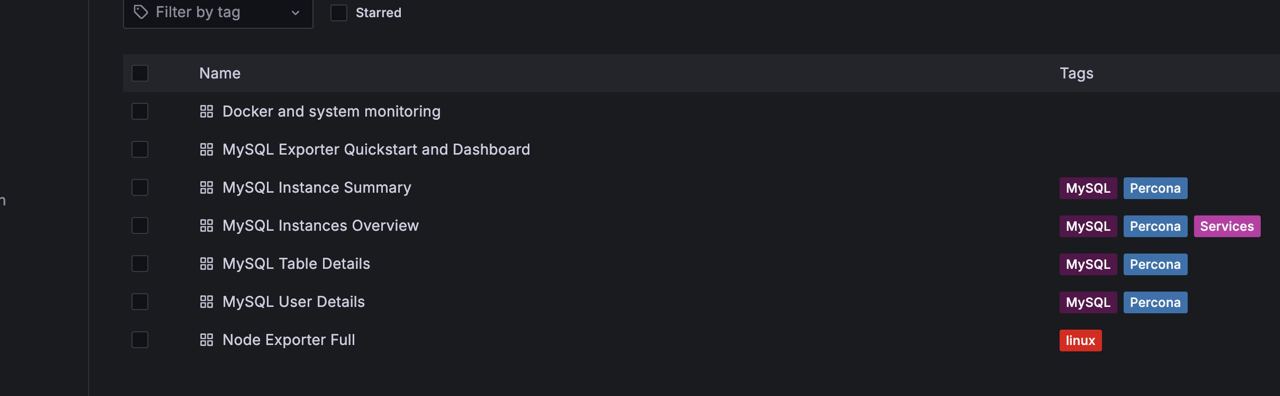 Filter by tag Starred
Name Tags
Docker and system monitoring
MySQL Exporter Quickstart and Dashboard
MySQL Instance Summary MySQL Percona
MySQL Instances Overview MySQL Percona Services
MySQL Table Details MySQL Percona
n
MySQL User Details MySQL Percona
Node Exporter Full linux